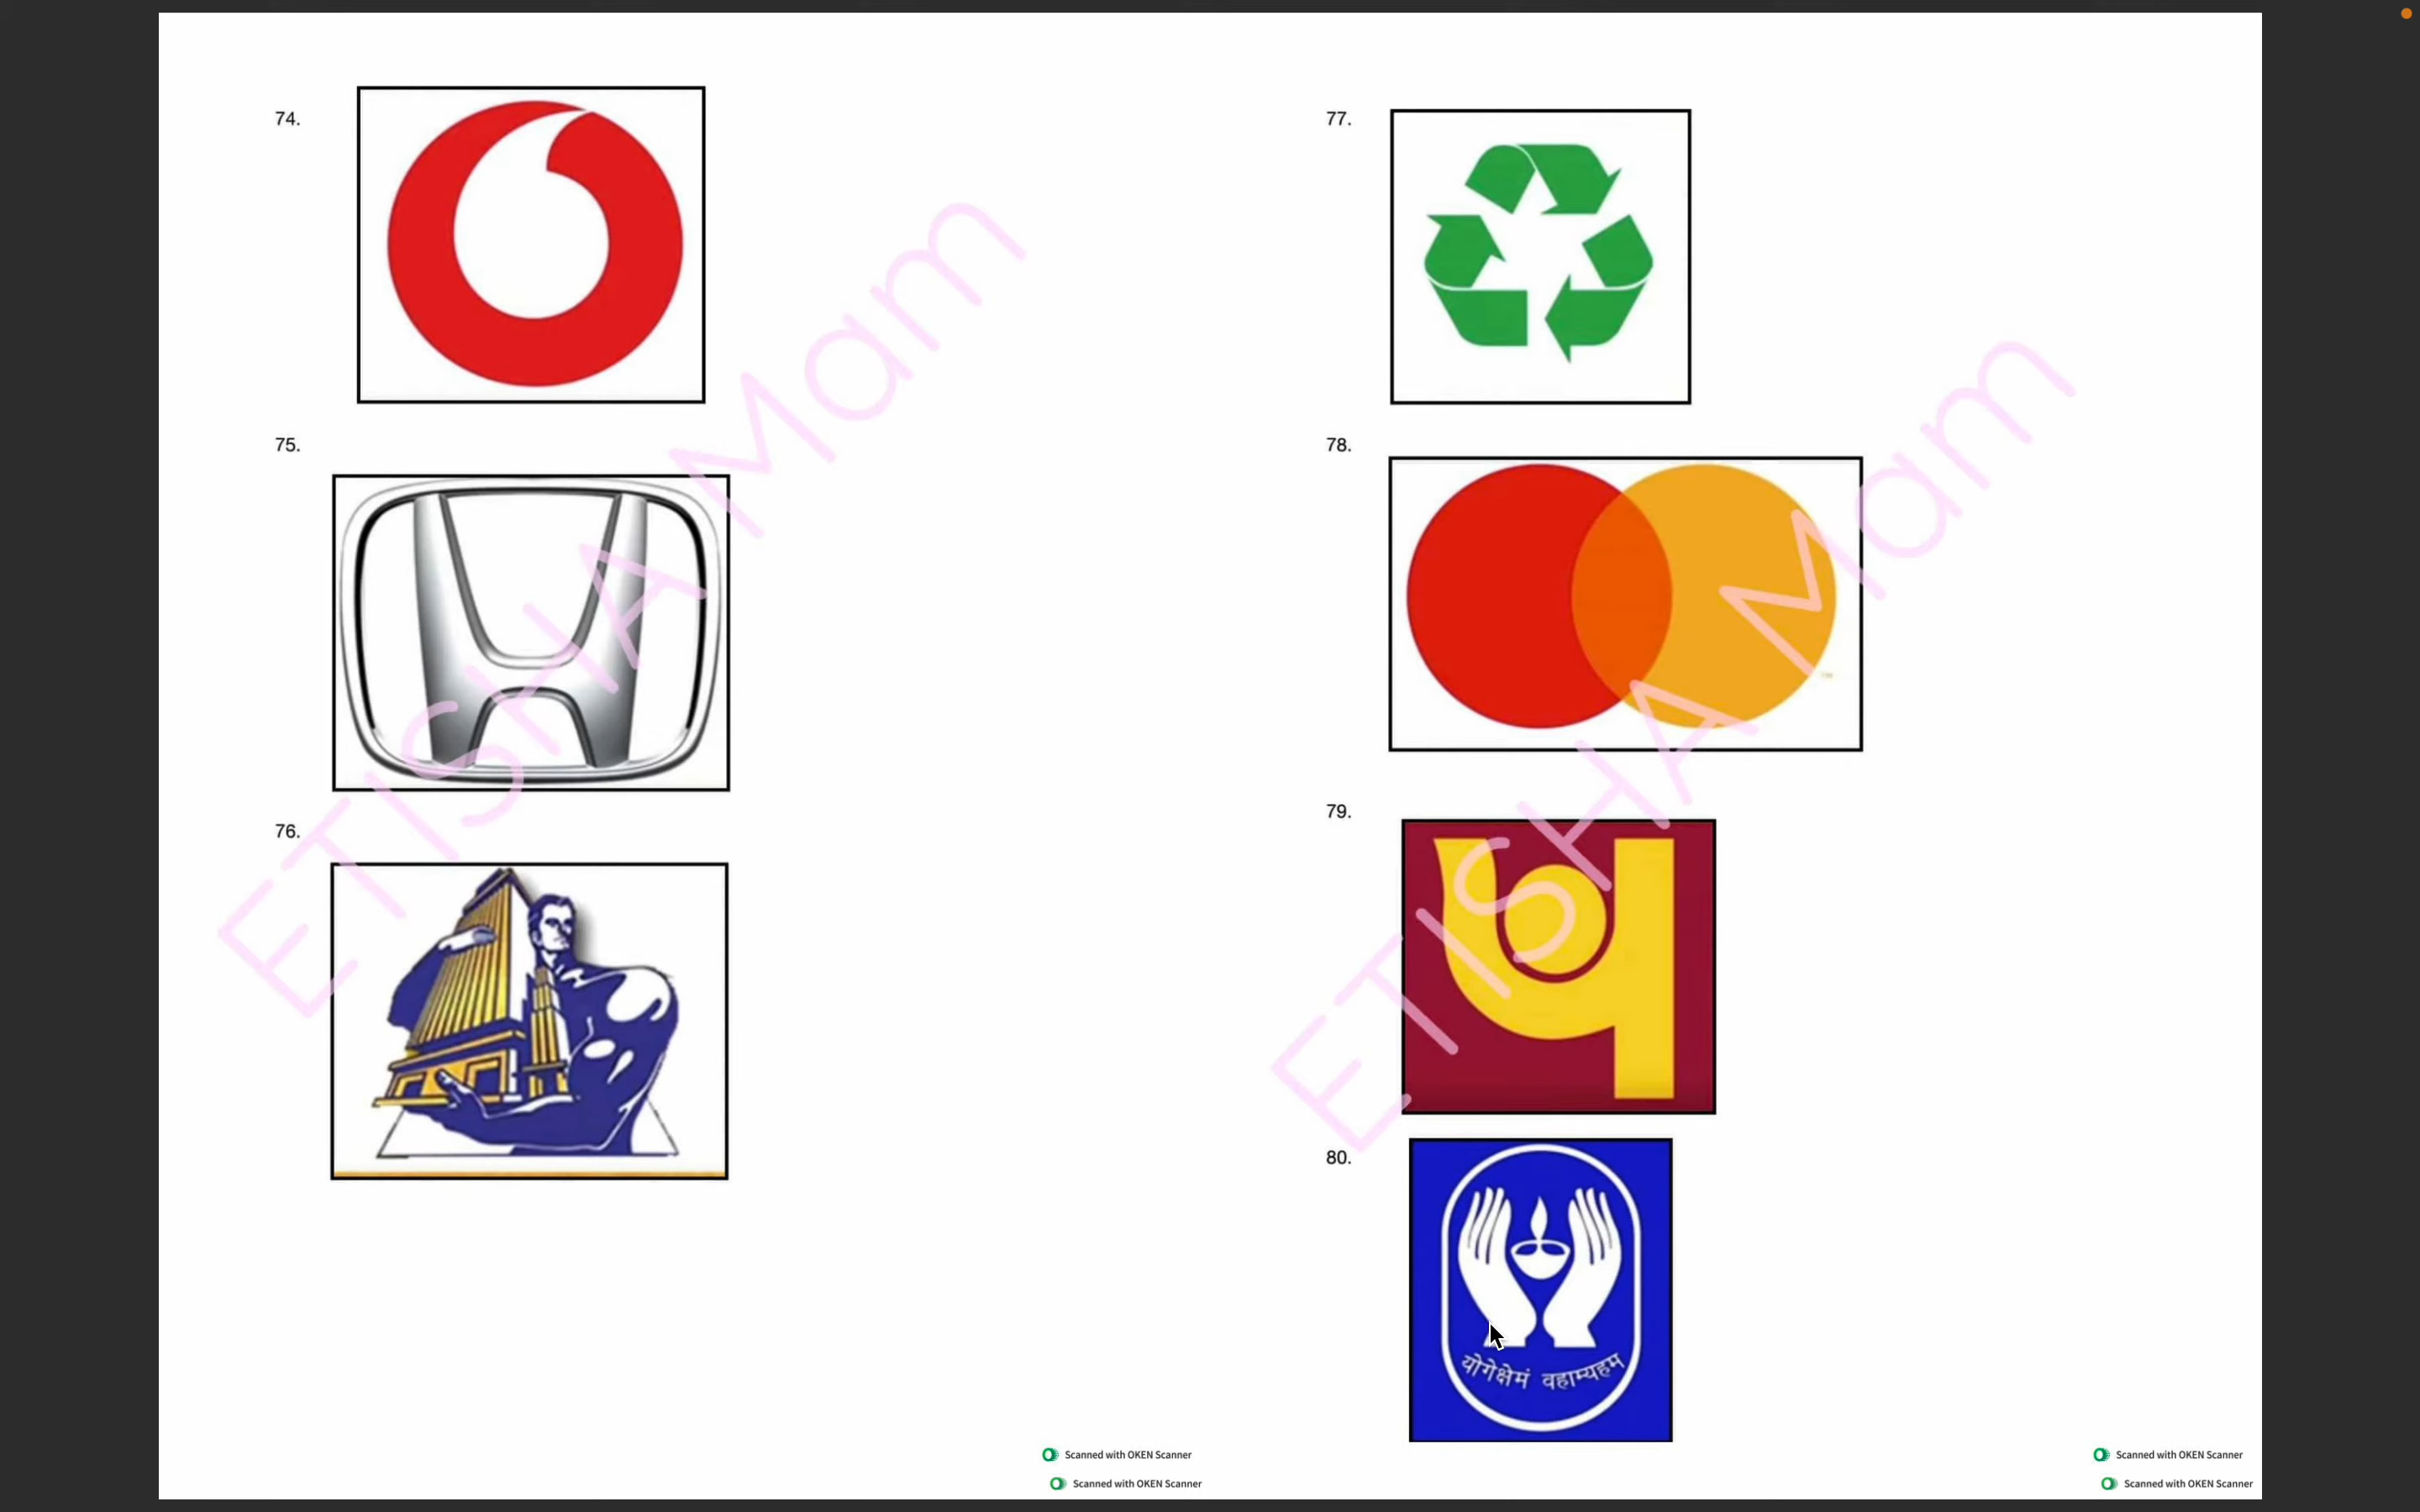 74.
75.
76.
ETISHA Mam
Scanned with OKEN Scanner
Scanned with OKEN Scanner
77.
78.
TM
79.
80.
योगक्षेमं वहाम्यहम
ETISHA Mam
Scanned with OKEN Scanner
Scanned with OKEN Scanner